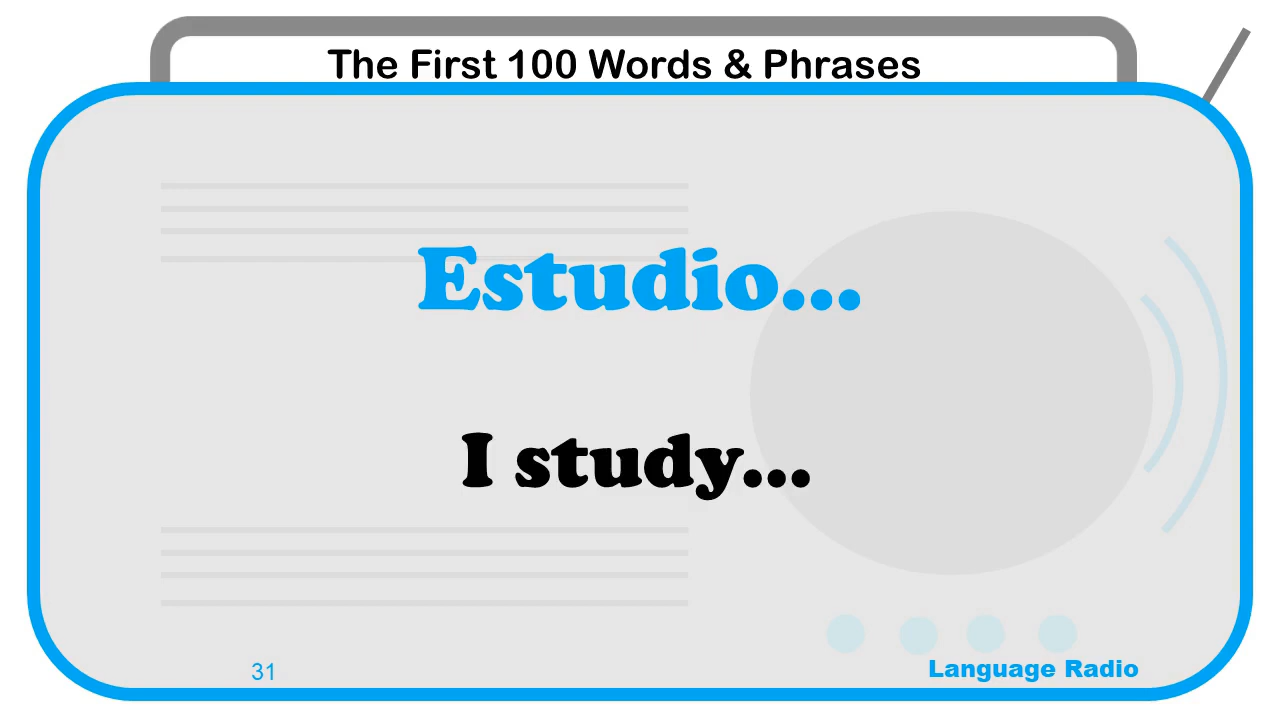 The First 100 Words & Phrases
Estudio...
I study...
31
Language Radio